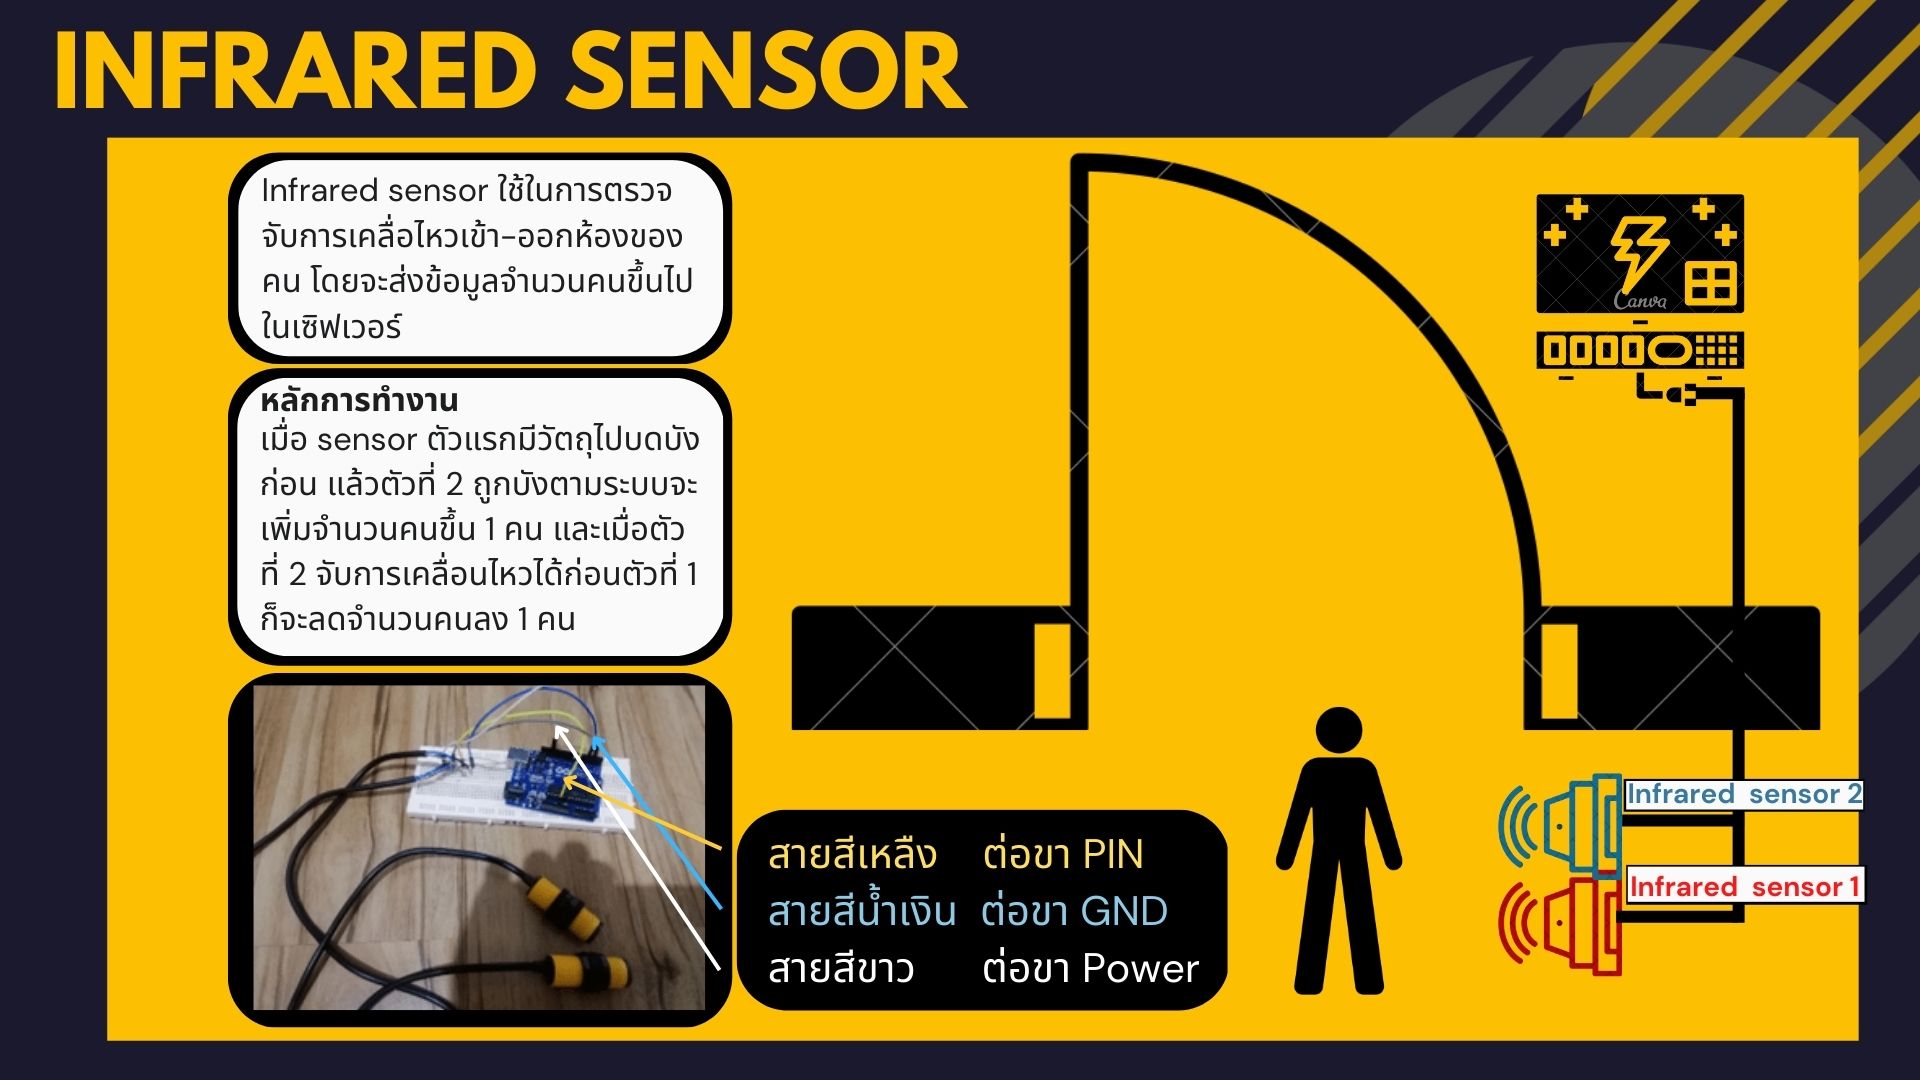 INFRARED SENSOR
Infrared sensor ใช้ในการตรวจ
จับการเคลื่อไหวเข้า-ออกห้องของ
คน โดยจะส่งข้อมูลจำนวนคนขึ้นไป
ในเซิฟเวอร์
หลักการทำงาน
เมื่อ sensor ตัวแรกมีวัตถุไปบดบัง
ก่อน แล้วตัวที่ 2 ถูกบังตามระบบจะ
เพิ่มจำนวนคนขึ้น 1 คน และเมื่อตัว
ที่ 2 จับการเคลื่อนไหวได้ก่อนตัวที่ 1
ก็จะลดจำนวนคนลง 1 คน
สายสีเหลือง ต่อขา PIN
สายสีน้ำเงิน ต่อขา GND
สายสีขาว ต่อขา Power
Canva
Infrared sensor 2
Infrared sensor 1